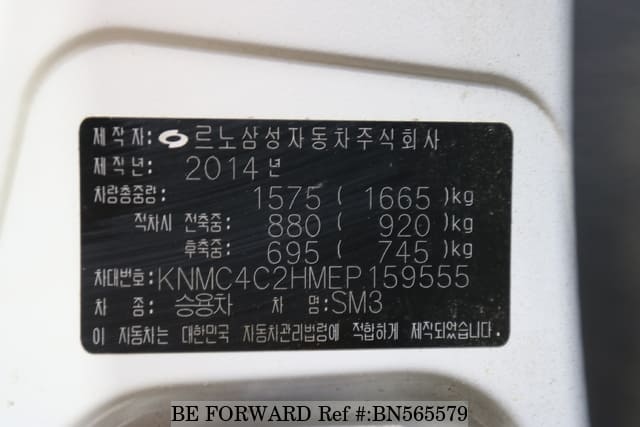 제 작 자: 르노삼성자동차주식회사
제 작 년: 2014년
차량총중량: 1575 ( 1665 )kg
적차시 전축중: 880 ( 920 )kg
후축중: 695 ( 745 )kg
차대번호: KNMC4C2HMEP159555
차 종: 승용차 차 명: SM3
이 자동차는 대한민국 자동차관리법령에 적합하게 제작되었습니다.
BE FORWARD Ref #:BN565579